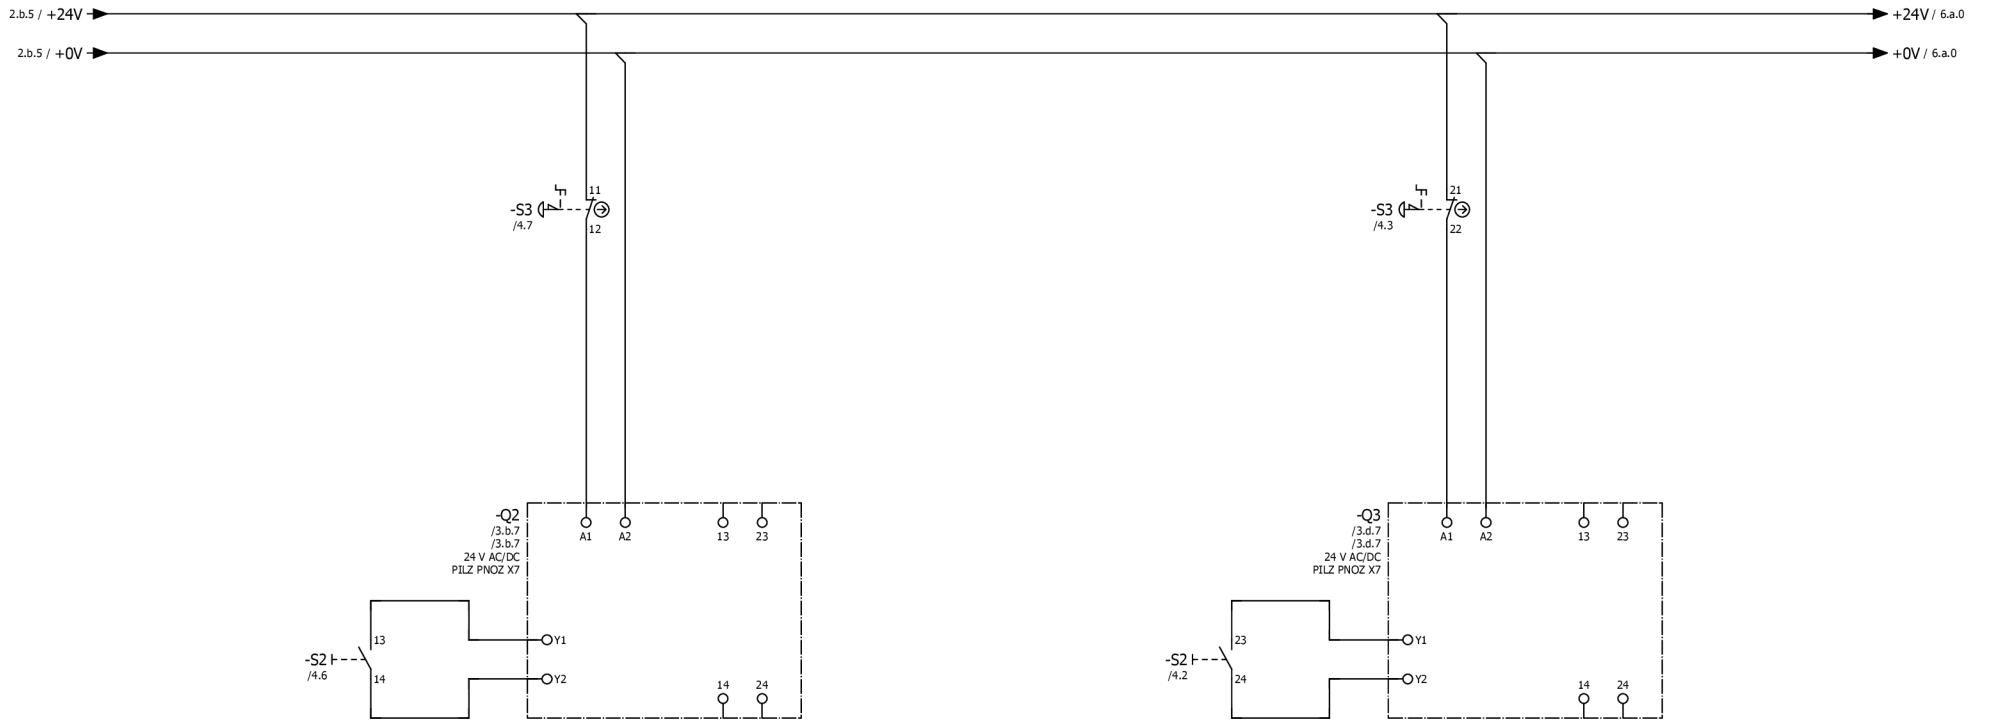 2.b.5 / +24V
+24V / 6.a.0
2.b.5 / +0V
+0V / 6.a.0
11
-S3
/4.7
12
21
-S3
/4.3
22
-Q2
/3.b.7
/3.b.7
24 V AC/DC
PILZ PNOZ X7
A1
A2
13
23
13
-S2
/4.6
14
Y1
Y2
14
24
-Q3
/3.d.7
/3.d.7
24 V AC/DC
PILZ PNOZ X7
A1
A2
13
23
23
-S2
/4.2
24
Y1
Y2
14
24